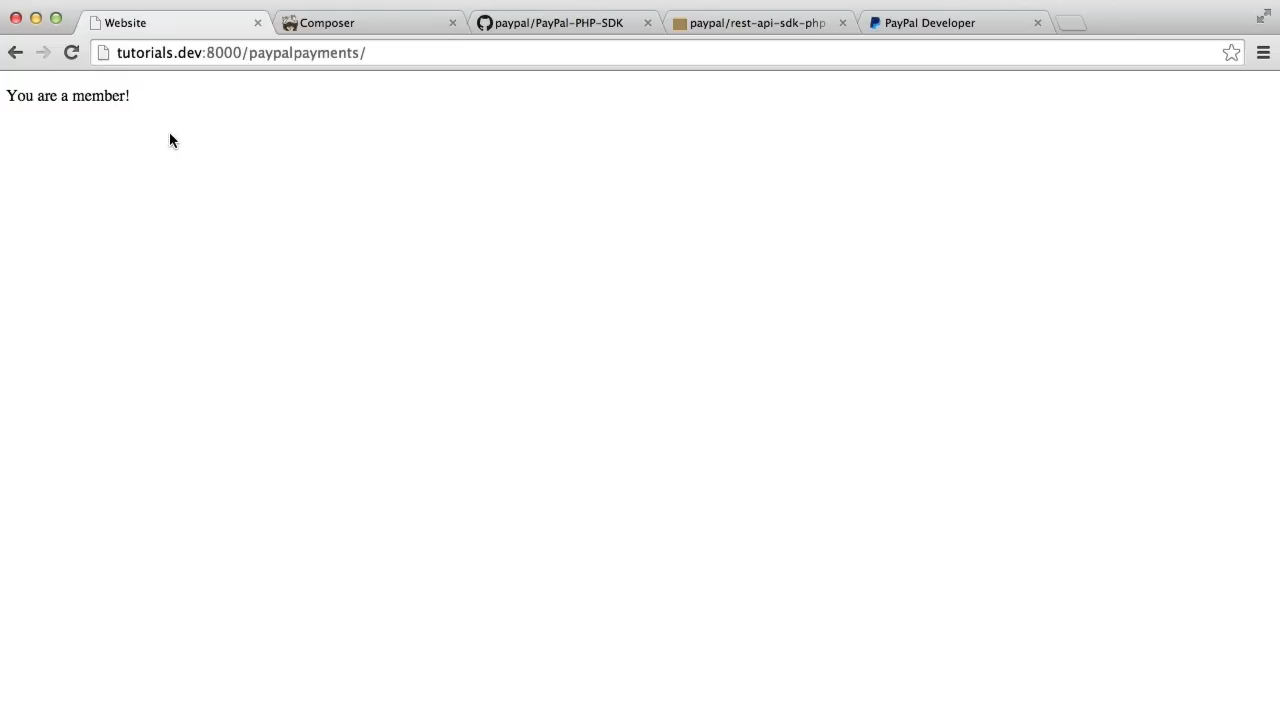 Website
Composer
paypal/PayPal-PHP-SDK
paypal/rest-api-sdk-php
PayPal Developer
tutorials.dev:8000/paypalpayments/
You are a member!